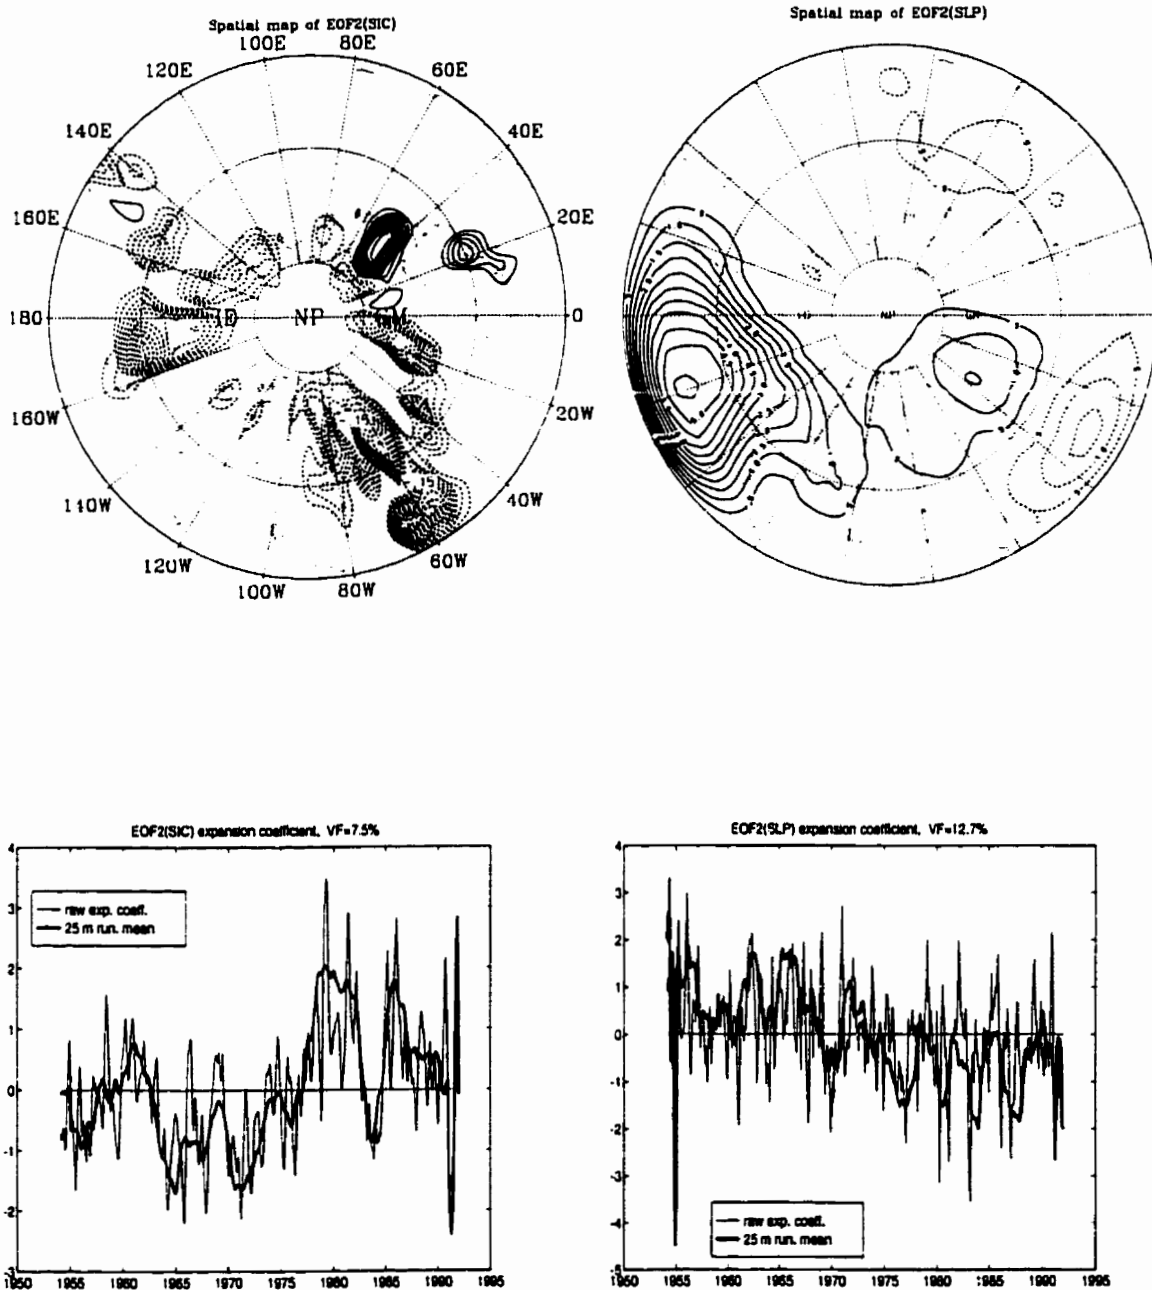 Spatial map of EOF2(SIC)
Spatial map of EOF2(SLP)
100E 80E
120E 60E
140E 40E
160E 20E
180 NP 0
160W 20W
140W 40W
120W 60W
100W 80W
EOF2(SIC) expansion coefficient, VF=7.5%
EOF2(SLP) expansion coefficient, VF=12.7%
4
3
2
1
0
-1
-2
-3
raw exp. coeff.
25 m run. mean
1950 1955 1960 1965 1970 1975 1980 1985 1990 1995
4
3
2
1
0
-1
-2
-3
-4
-5
raw exp. coeff.
25 m run. mean
1950 1955 1960 1965 1970 1975 1980 1985 1990 1995